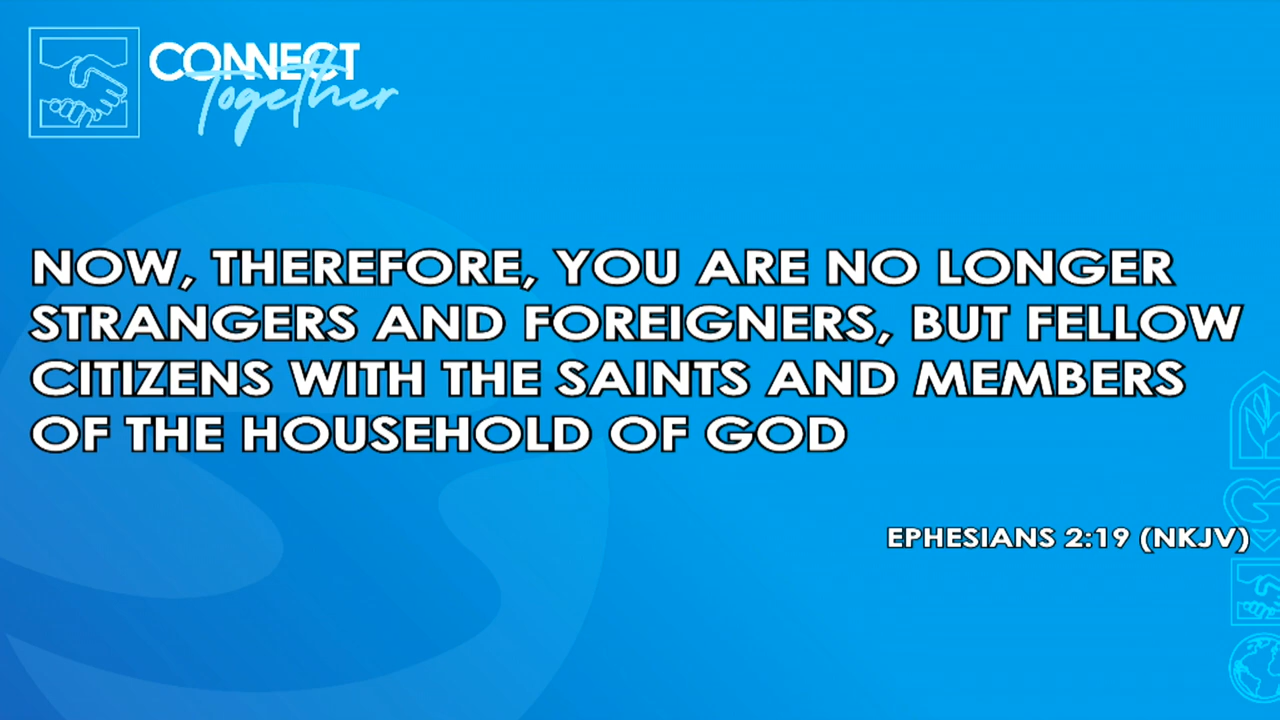 CONNECT
Together
NOW, THEREFORE, YOU ARE NO LONGER
STRANGERS AND FOREIGNERS, BUT FELLOW
CITIZENS WITH THE SAINTS AND MEMBERS
OF THE HOUSEHOLD OF GOD
EPHESIANS 2:19 (NKJV)